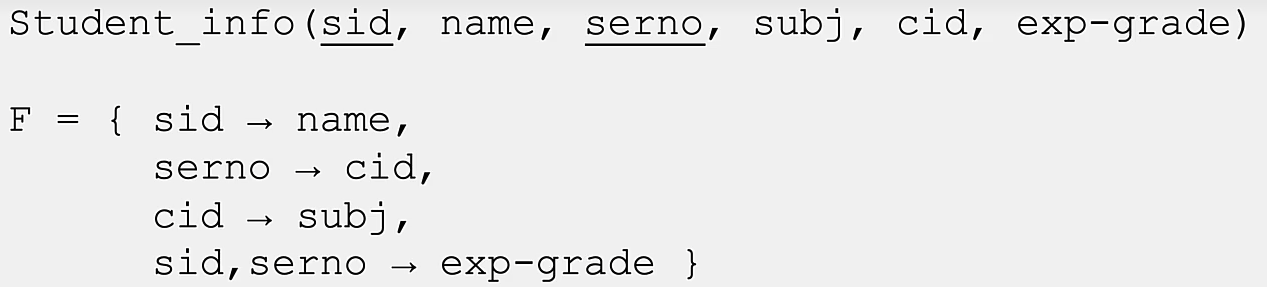 Student_info(sid, name, serno, subj, cid, exp-grade)
F = { sid → name,
serno → cid,
cid → subj,
sid,serno → exp-grade }